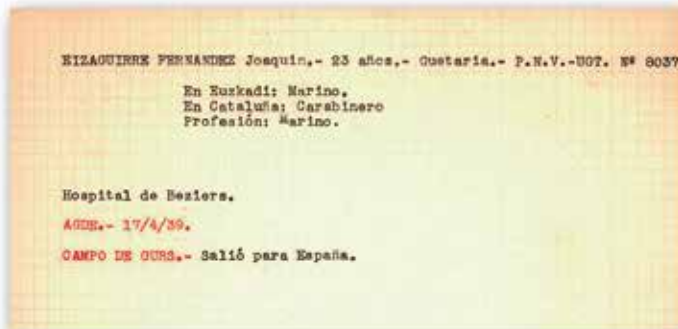 EIZAGUIRRE FERNANDEZ Joaquin.- 23 años.- Guetaria.- P.N.V.-UGT. Nº 8037
En Euzkadi: Marino.
En Cataluña: Carabinero
Profesión: Marino.
Hospital de Beziers.
AGDE.- 17/4/39.
CAMPO DE GURS.- Salió para España.